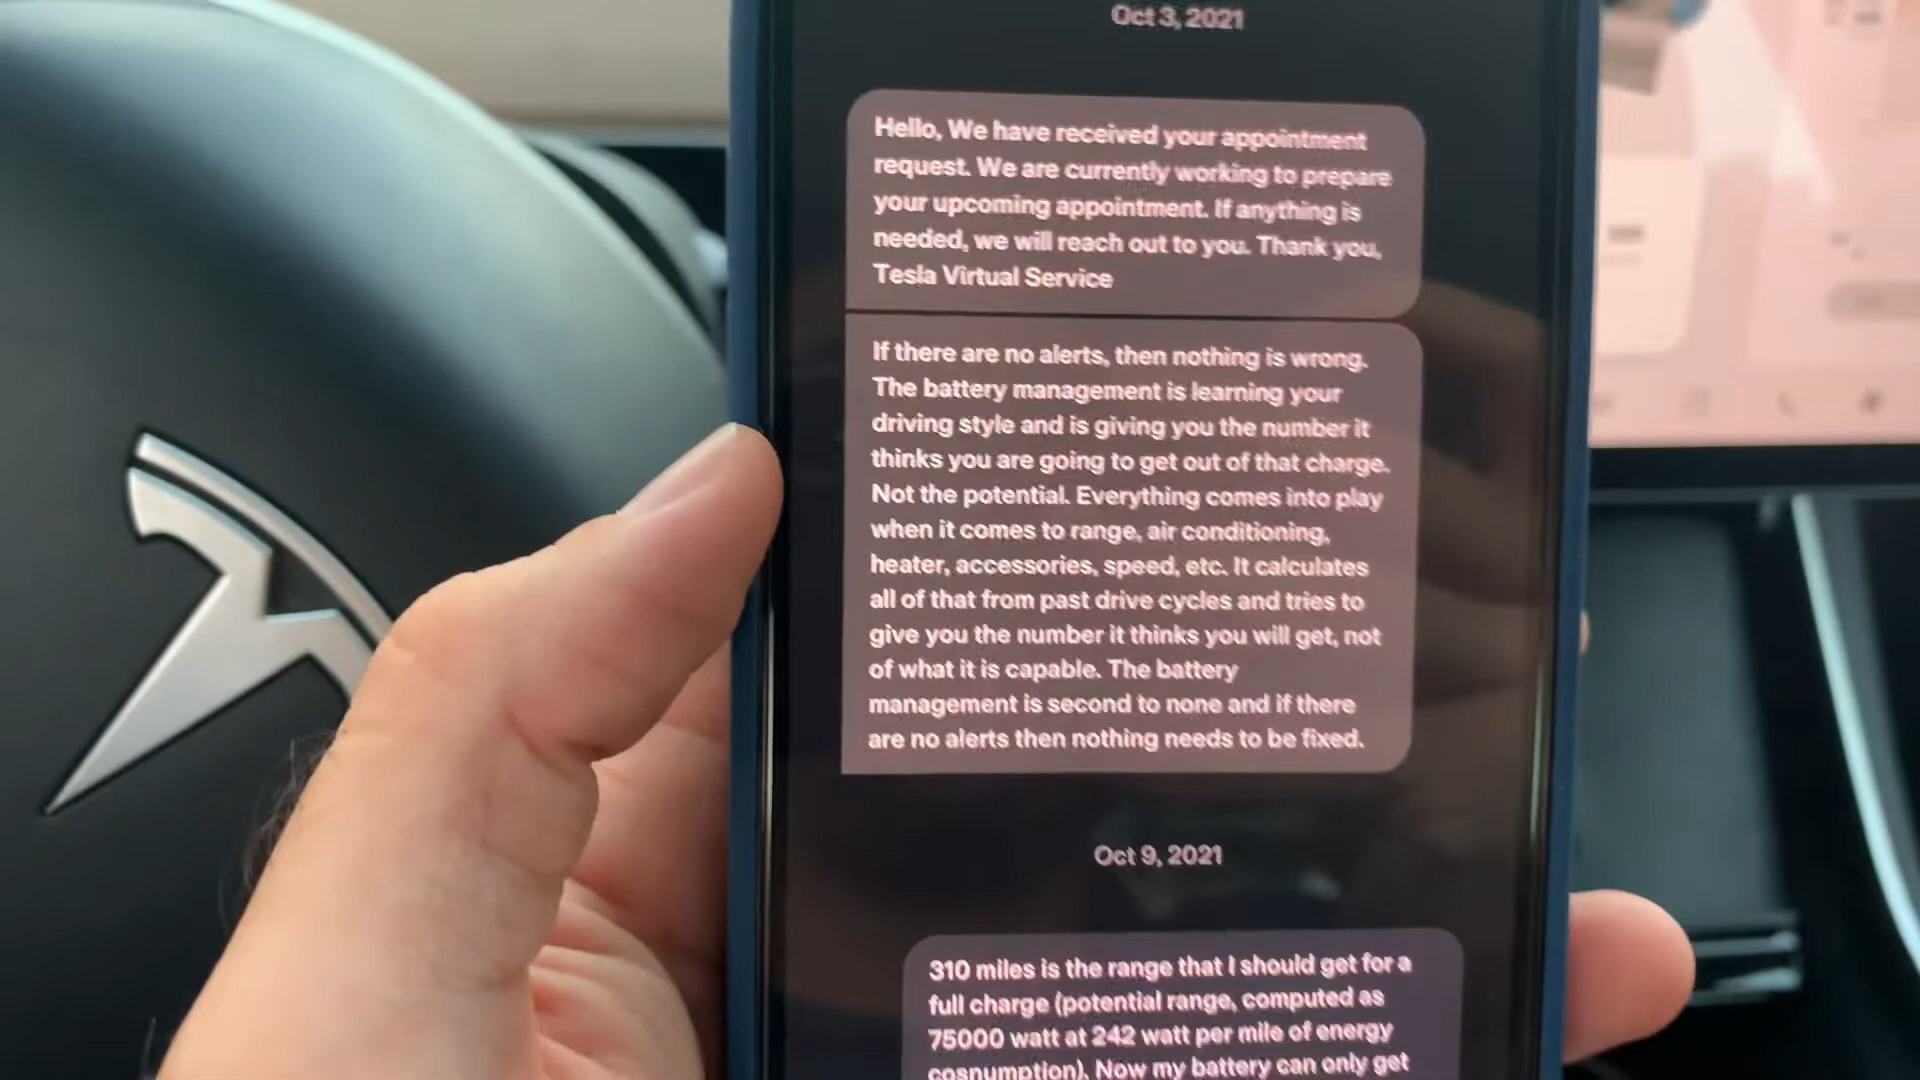 Oct 3, 2021
Hello, We have received your appointment
request. We are currently working to prepare
your upcoming appointment. If anything is
needed, we will reach out to you. Thank you,
Tesla Virtual Service
If there are no alerts, then nothing is wrong.
The battery management is learning your
driving style and is giving you the number it
thinks you are going to get out of that charge.
Not the potential. Everything comes into play
when it comes to range, air conditioning,
heater, accessories, speed, etc. It calculates
all of that from past drive cycles and tries to
give you the number it thinks you will get, not
of what it is capable. The battery
management is second to none and if there
are no alerts then nothing needs to be fixed.
Oct 9, 2021
310 miles is the range that I should get for a
full charge (potential range, computed as
75000 watt at 242 watt per mile of energy
cosnumption). Now my battery can only get